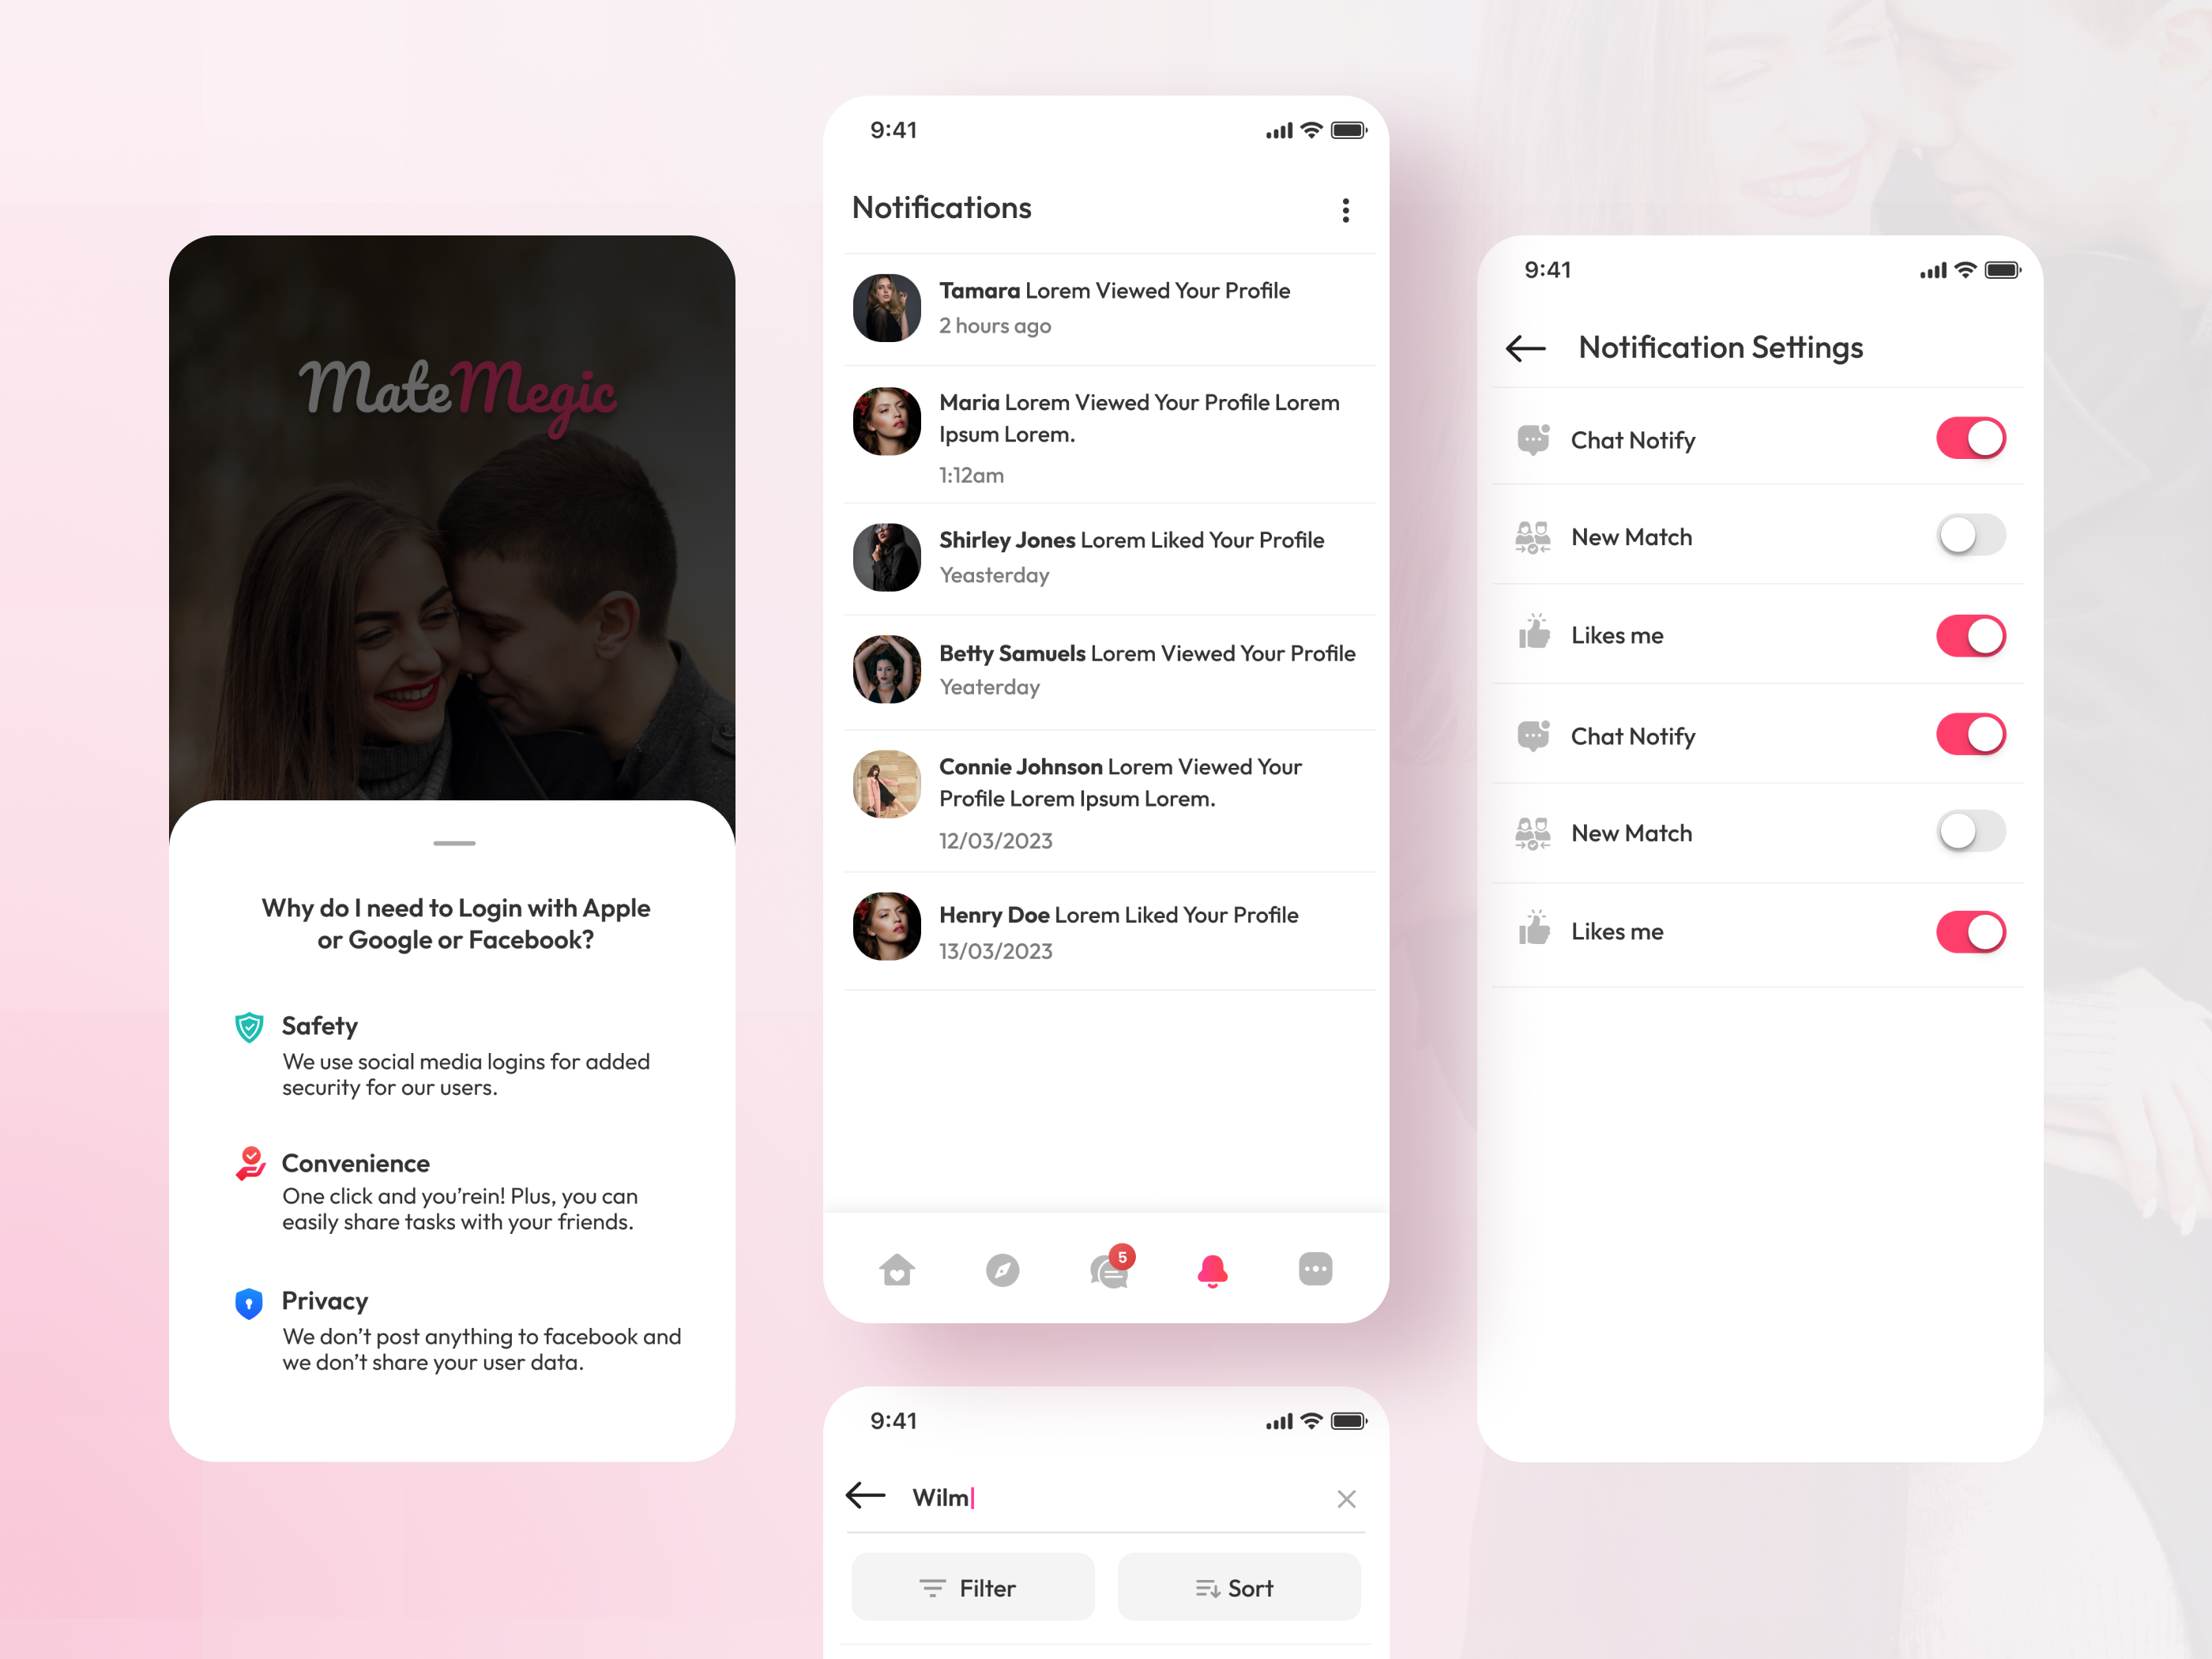 MateMegic
Why do I need to Login with Apple
or Google or Facebook?
Safety
We use social media logins for added
security for our users.
Convenience
One click and you’rein! Plus, you can
easily share tasks with your friends.
Privacy
We don’t post anything to facebook and
we don’t share your user data.
9:41
Notifications
Tamara Lorem Viewed Your Profile
2 hours ago
Maria Lorem Viewed Your Profile Lorem
Ipsum Lorem.
1:12am
Shirley Jones Lorem Liked Your Profile
Yeasterday
Betty Samuels Lorem Viewed Your Profile
Yeaterday
Connie Johnson Lorem Viewed Your
Profile Lorem Ipsum Lorem.
12/03/2023
Henry Doe Lorem Liked Your Profile
13/03/2023
5
9:41
Wilm
Filter
Sort
9:41
Notification Settings
Chat Notify
New Match
Likes me
Chat Notify
New Match
Likes me